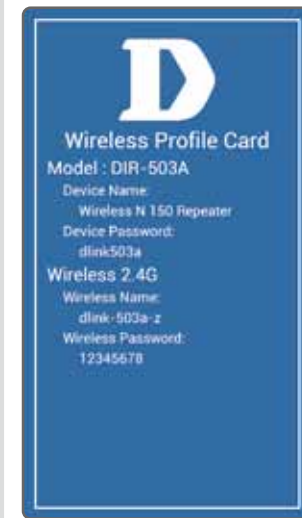 D
Wireless Profile Card
Model : DIR-503A
Device Name:
Wireless N 150 Repeater
Device Password:
dlink503a
Wireless 2.4G
Wireless Name:
dlink-503a-z
Wireless Password:
12345678